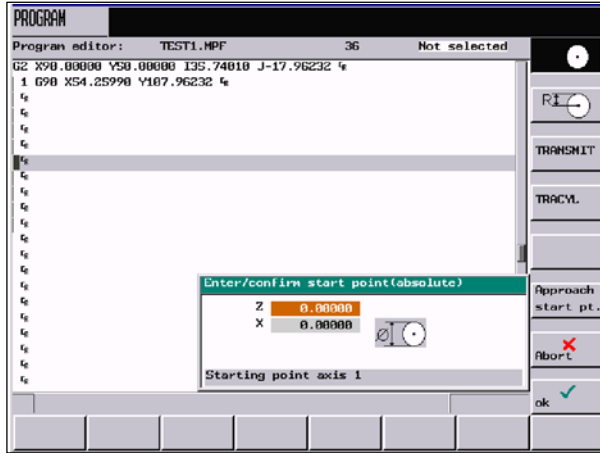 PROGRAM
Program editor: TEST1.MPF 36 Not selected
G2 X90.00000 Y50.00000 I35.74010 J-17.96232
1 G90 X54.25990 Y107.96232
R
TRANSMIT
TRACYL
Enter/confirm start point(absolute)
Z 0.00000
X 0.00000
Ø
Starting point axis 1
Approach
start pt.
Abort
ok